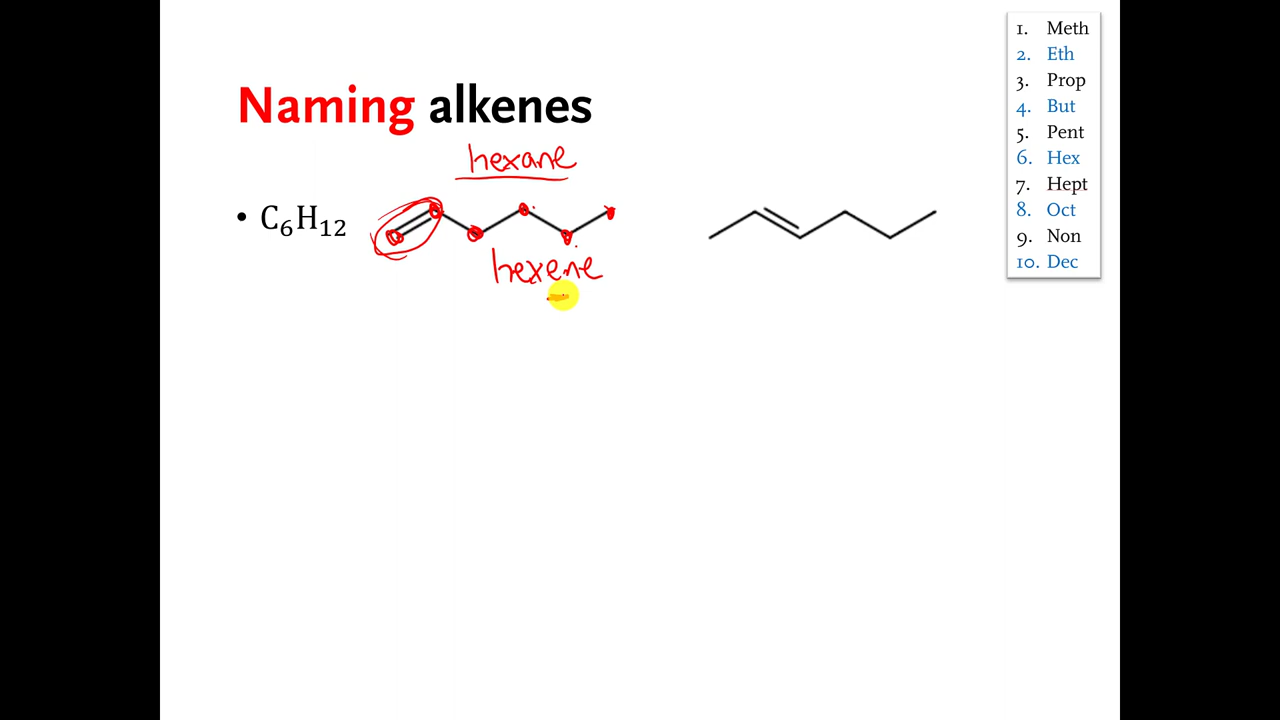 Naming alkenes
hexane
• C₆H₁₂
hexene
1. Meth
2. Eth
3. Prop
4. But
5. Pent
6. Hex
7. Hept
8. Oct
9. Non
10. Dec